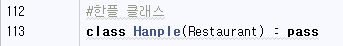 112 #한플 클래스
113 class Hanple(Restaurant) : pass